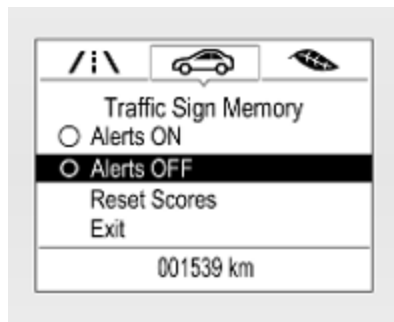 Traffic Sign Memory
Alerts ON
Alerts OFF
Reset Scores
Exit
001539 km